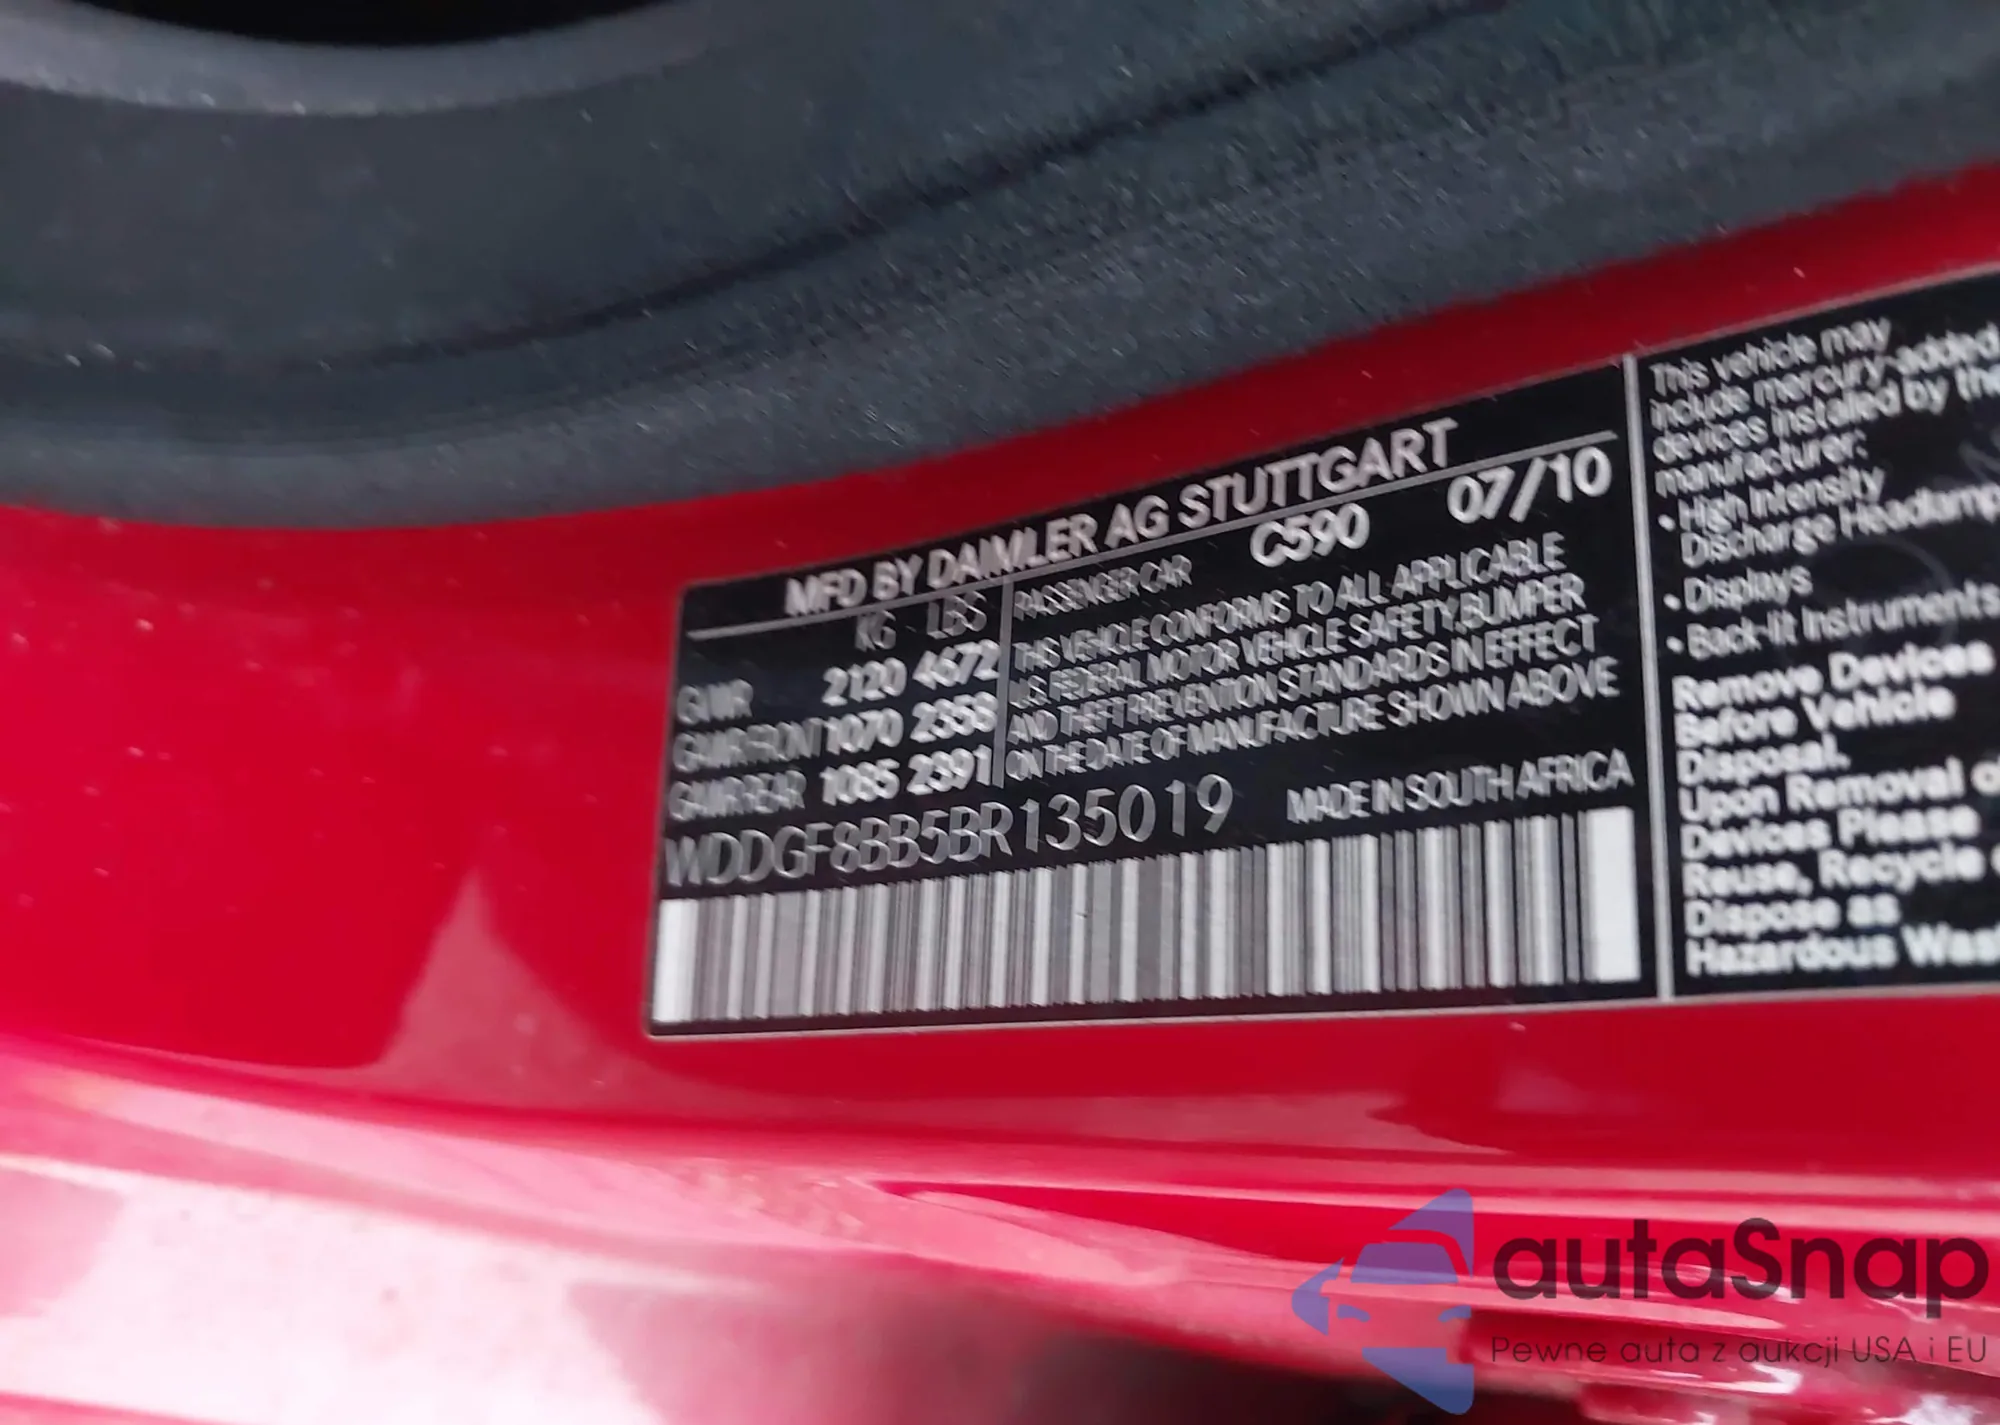 MFD BY DAIMLER AG STUTTGART
KG LBS
GVWR 2120 4672
GAWR FRONT 1070 2358
GAWR REAR 1085 2391
PASSENGER CAR C590 07/10
THIS VEHICLE CONFORMS TO ALL APPLICABLE
U.S. FEDERAL MOTOR VEHICLE SAFETY, BUMPER
AND THEFT PREVENTION STANDARDS IN EFFECT
ON THE DATE OF MANUFACTURE SHOWN ABOVE
WDDGF8BB5BR135019 MADE IN SOUTH AFRICA
This vehicle may
include mercury-added
devices installed by the
manufacturer:
• High Intensity
Discharge Headlamp
• Displays
• Back-lit Instruments
Remove Devices
Before Vehicle
Disposal.
Upon Removal of
Devices Please
Reuse, Recycle
Dispose as
Hazardous Was
autaSnap
Pewne auta z aukcji USA i EU